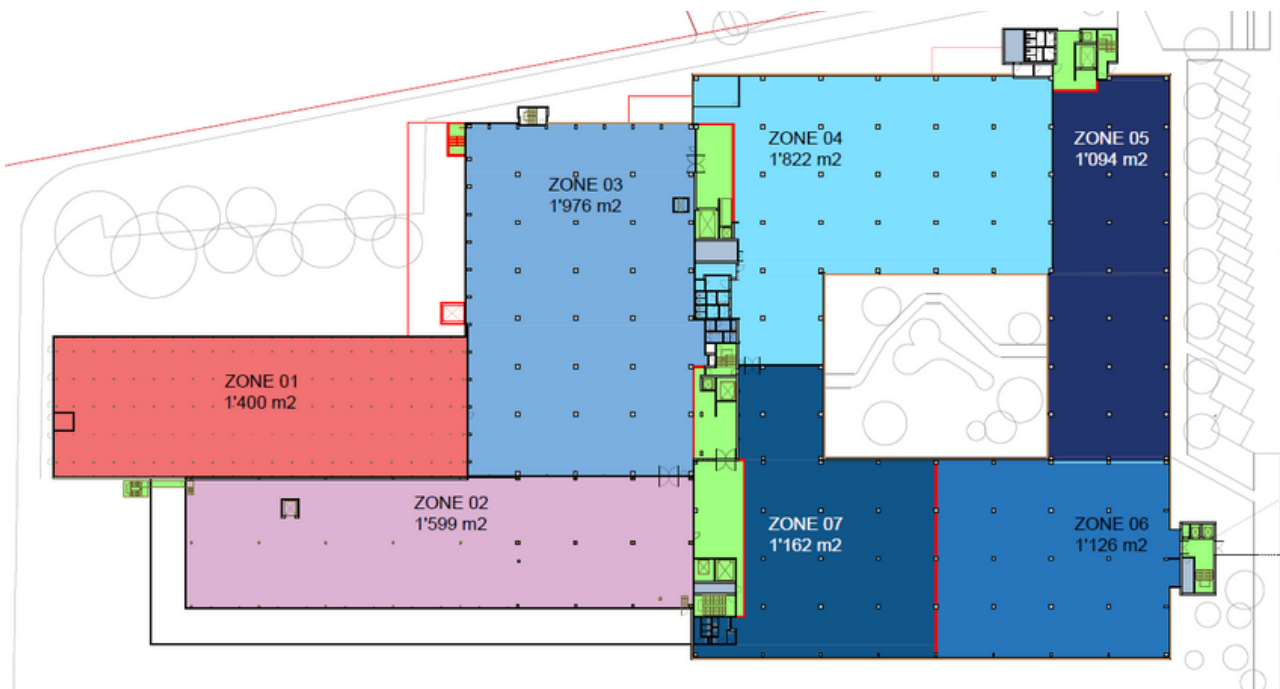 ZONE 01
1'400 m2
ZONE 02
1'599 m2
ZONE 03
1'976 m2
ZONE 04
1'822 m2
ZONE 05
1'094 m2
ZONE 06
1'126 m2
ZONE 07
1'162 m2